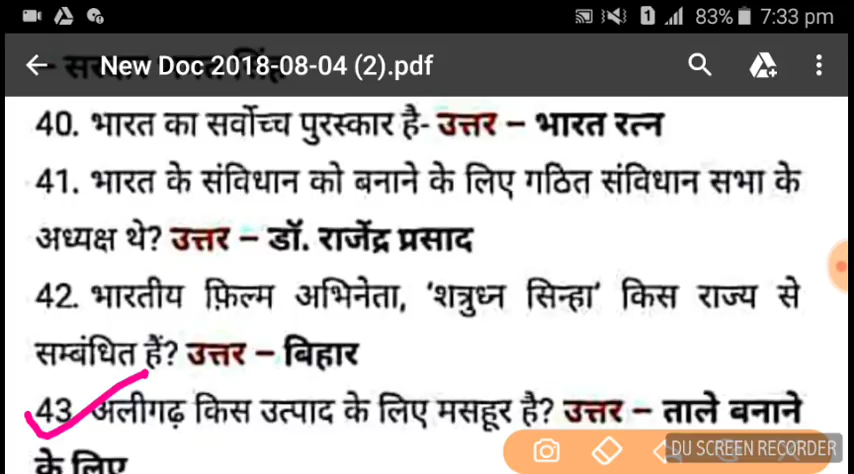 83% 7:33 pm
New Doc 2018-08-04 (2).pdf
40. भारत का सर्वोच्च पुरस्कार है- उत्तर – भारत रत्न
41. भारत के संविधान को बनाने के लिए गठित संविधान सभा के
अध्यक्ष थे? उत्तर – डॉ. राजेंद्र प्रसाद
42. भारतीय फ़िल्म अभिनेता, ‘शत्रुध्न सिन्हा’ किस राज्य से
सम्बंधित हैं? उत्तर – बिहार
43. अलीगढ़ किस उत्पाद के लिए मसहूर है? उत्तर – ताले बनाने
के लिए
DU SCREEN RECORDER